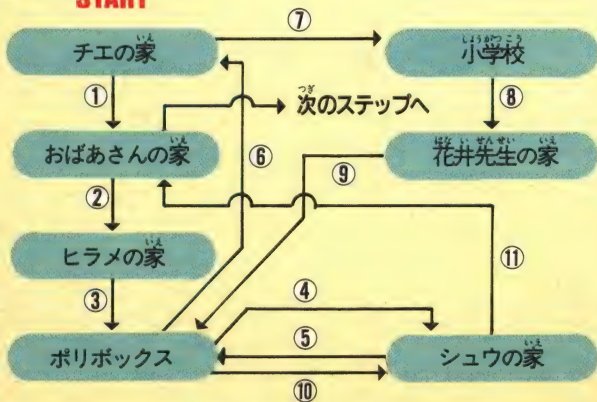 START
チエの家
⑦
小学校
①
⑧
次のステップへ
おばあさんの家
⑥
花井先生の家
⑨
②
ヒラメの家
⑪
③
④
ポリボックス
⑤
シュウの家
⑩